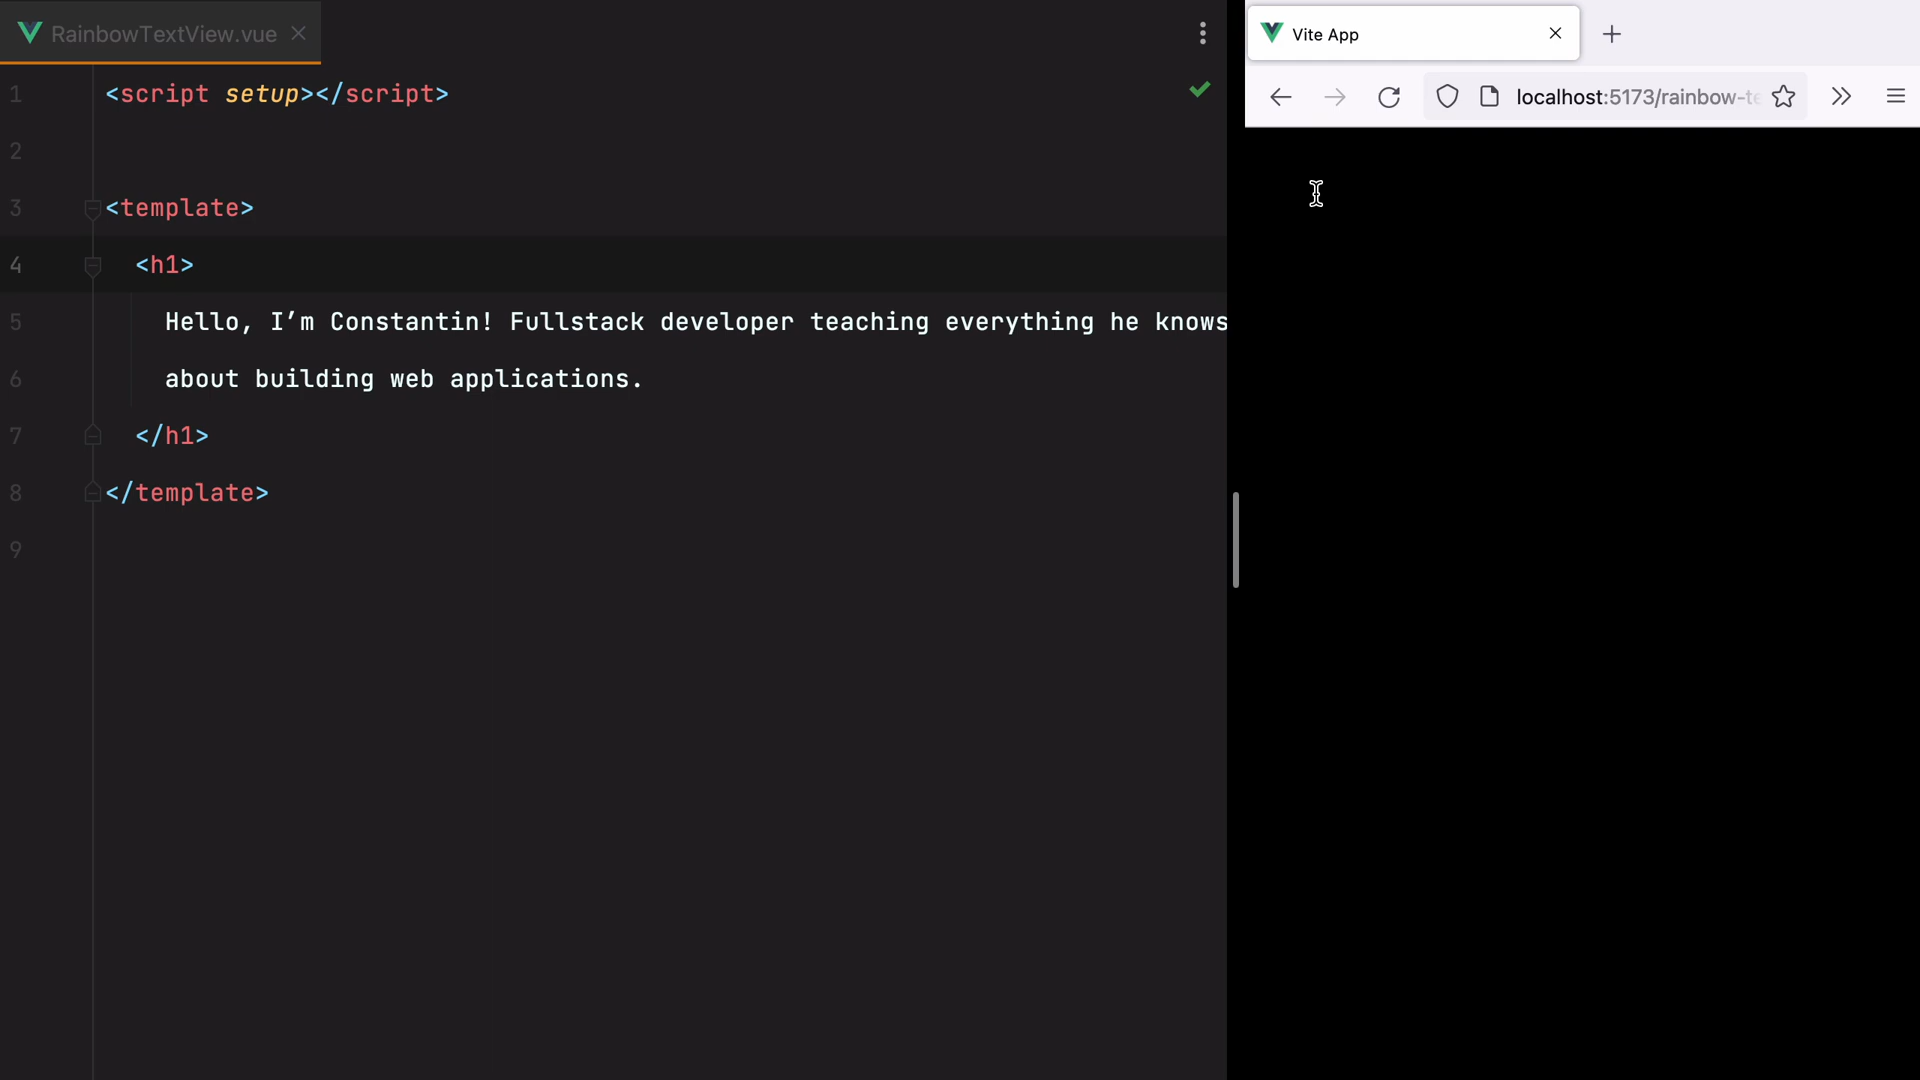 RainbowTextView.vue
1 <script setup></script>
2
3 <template>
4 <h1>
5 Hello, I’m Constantin! Fullstack developer teaching everything he knows
6 about building web applications.
7 </h1>
8 </template>
9
Vite App
localhost:5173/rainbow-te